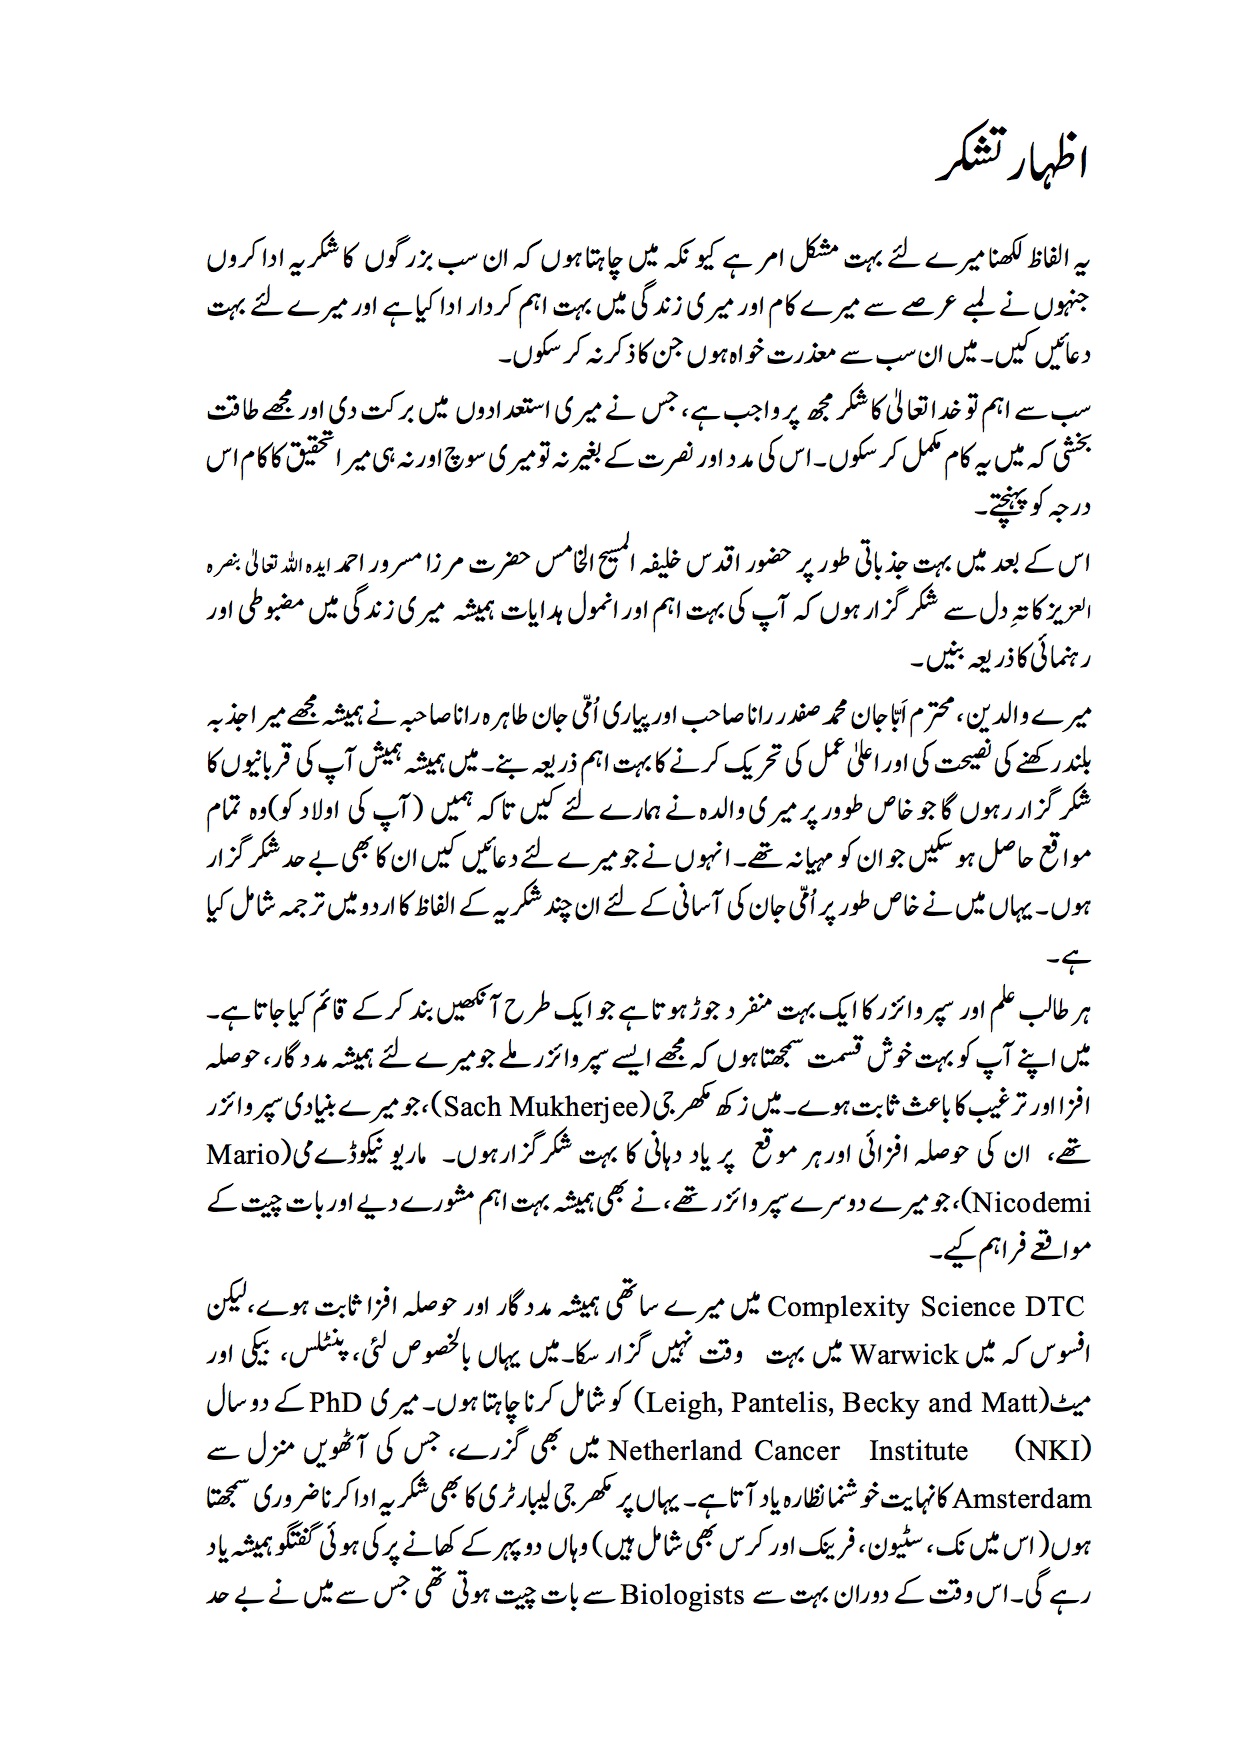 اظہار تشکر
یہ الفاظ لکھنا میرے لئے بہت مشکل امر ہے کیونکہ میں چاہتا ہوں کہ ان سب بزرگوں کا شکریہ ادا کروں
جنہوں نے لمبے عرصے سے میرے کام اور میری زندگی میں بہت اہم کردار ادا کیا ہے اور میرے لئے بہت
دعائیں کیں۔ میں ان سب سے معذرت خواہ ہوں جن کا ذکر نہ کر سکوں۔
سب سے اہم تو خدا تعالیٰ کا شکر مجھ پر واجب ہے، جس نے میری استعدادوں میں برکت دی اور مجھے طاقت
بخشی کہ میں یہ کام مکمل کر سکوں۔ اس کی مدد اور نصرت کے بغیر نہ تو میری سوچ اور نہ ہی میرا تحقیق کا کام اس
درجہ کو پہنچتے۔
اس کے بعد میں بہت جذباتی طور پر حضور اقدس خلیفہ المسیح الخامس حضرت مرزا مسرور احمد ایدہ اللہ تعالیٰ بنصرہ
العزیز کا تہِ دل سے شکر گزار ہوں کہ آپ کی بہت اہم اور انمول ہدایات ہمیشہ میری زندگی میں مضبوطی اور
رہنمائی کا ذریعہ بنیں۔
میرے والدین، محترم اَبّا جان محمد صفدر رانا صاحب اور پیاری اُمّی جان طاہرہ رانا صاحبہ نے ہمیشہ مجھے میرا جذبہ
بلند رکھنے کی نصیحت کی اور اعلیٰ عمل کی تحریک کرنے کا بہت اہم ذریعہ بنے۔ میں ہمیشہ ہمیش آپ کی قربانیوں کا
شکر گزار رہوں گا جو خاص طوور پر میری والدہ نے ہمارے لئے کیں تاکہ ہمیں (آپ کی اولاد کو) وہ تمام
مواقع حاصل ہو سکیں جو ان کو مہیا نہ تھے۔ انہوں نے جو میرے لئے دعائیں کیں ان کا بھی بے حد شکر گزار
ہوں۔ یہاں میں نے خاص طور پر اُمّی جان کی آسانی کے لئے ان چند شکریہ کے الفاظ کا اردو میں ترجمہ شامل کیا
ہے۔
ہر طالب علم اور سپر وائزر کا ایک بہت منفرد جوڑ ہوتا ہے جو ایک طرح آنکھیں بند کر کے قائم کیا جاتا ہے۔
میں اپنے آپ کو بہت خوش قسمت سمجھتا ہوں کہ مجھے ایسے سپر وائزر ملے جو میرے لئے ہمیشہ مدد گار، حوصلہ
افزا اور ترغیب کا باعث ثابت ہوے۔ میں زکھ مکھرجی (Sach Mukherjee)، جو میرے بنیادی سپر وائزر
تھے، ان کی حوصلہ افزائی اور ہر موقع پر یاد دہانی کا بہت شکر گزار ہوں۔ ماریو نیکوڈے می (Mario
Nicodemi)، جو میرے دوسرے سپر وائزر تھے، نے بھی ہمیشہ بہت اہم مشورے دیے اور بات چیت کے
مواقعے فراہم کیے۔
Complexity Science DTC میں میرے ساتھی ہمیشہ مدد گار اور حوصلہ افزا ثابت ہوے، لیکن
افسوس کہ میں Warwick میں بہت وقت نہیں گزار سکا۔ میں یہاں بالخصوص لئی، پنٹلس، بیکی اور
میٹ (Leigh, Pantelis, Becky and Matt) کو شامل کرنا چاہتا ہوں۔ میری PhD کے دو سال
Netherland Cancer Institute (NKI) میں بھی گزرے، جس کی آٹھویں منزل سے
Amsterdam کا نہایت خوشنما نظارہ یاد آتا ہے۔ یہاں پر مکھرجی لیبارٹری کا بھی شکریہ ادا کرنا ضروری سمجھتا
ہوں (اس میں نک، سٹیون، فرینک اور کرس بھی شامل ہیں) وہاں دوپہر کے کھانے پر کی ہوئی گفتگو ہمیشہ یاد
رہے گی۔ اس وقت کے دوران بہت سے Biologists سے بات چیت ہوتی تھی جس سے میں نے بے حد